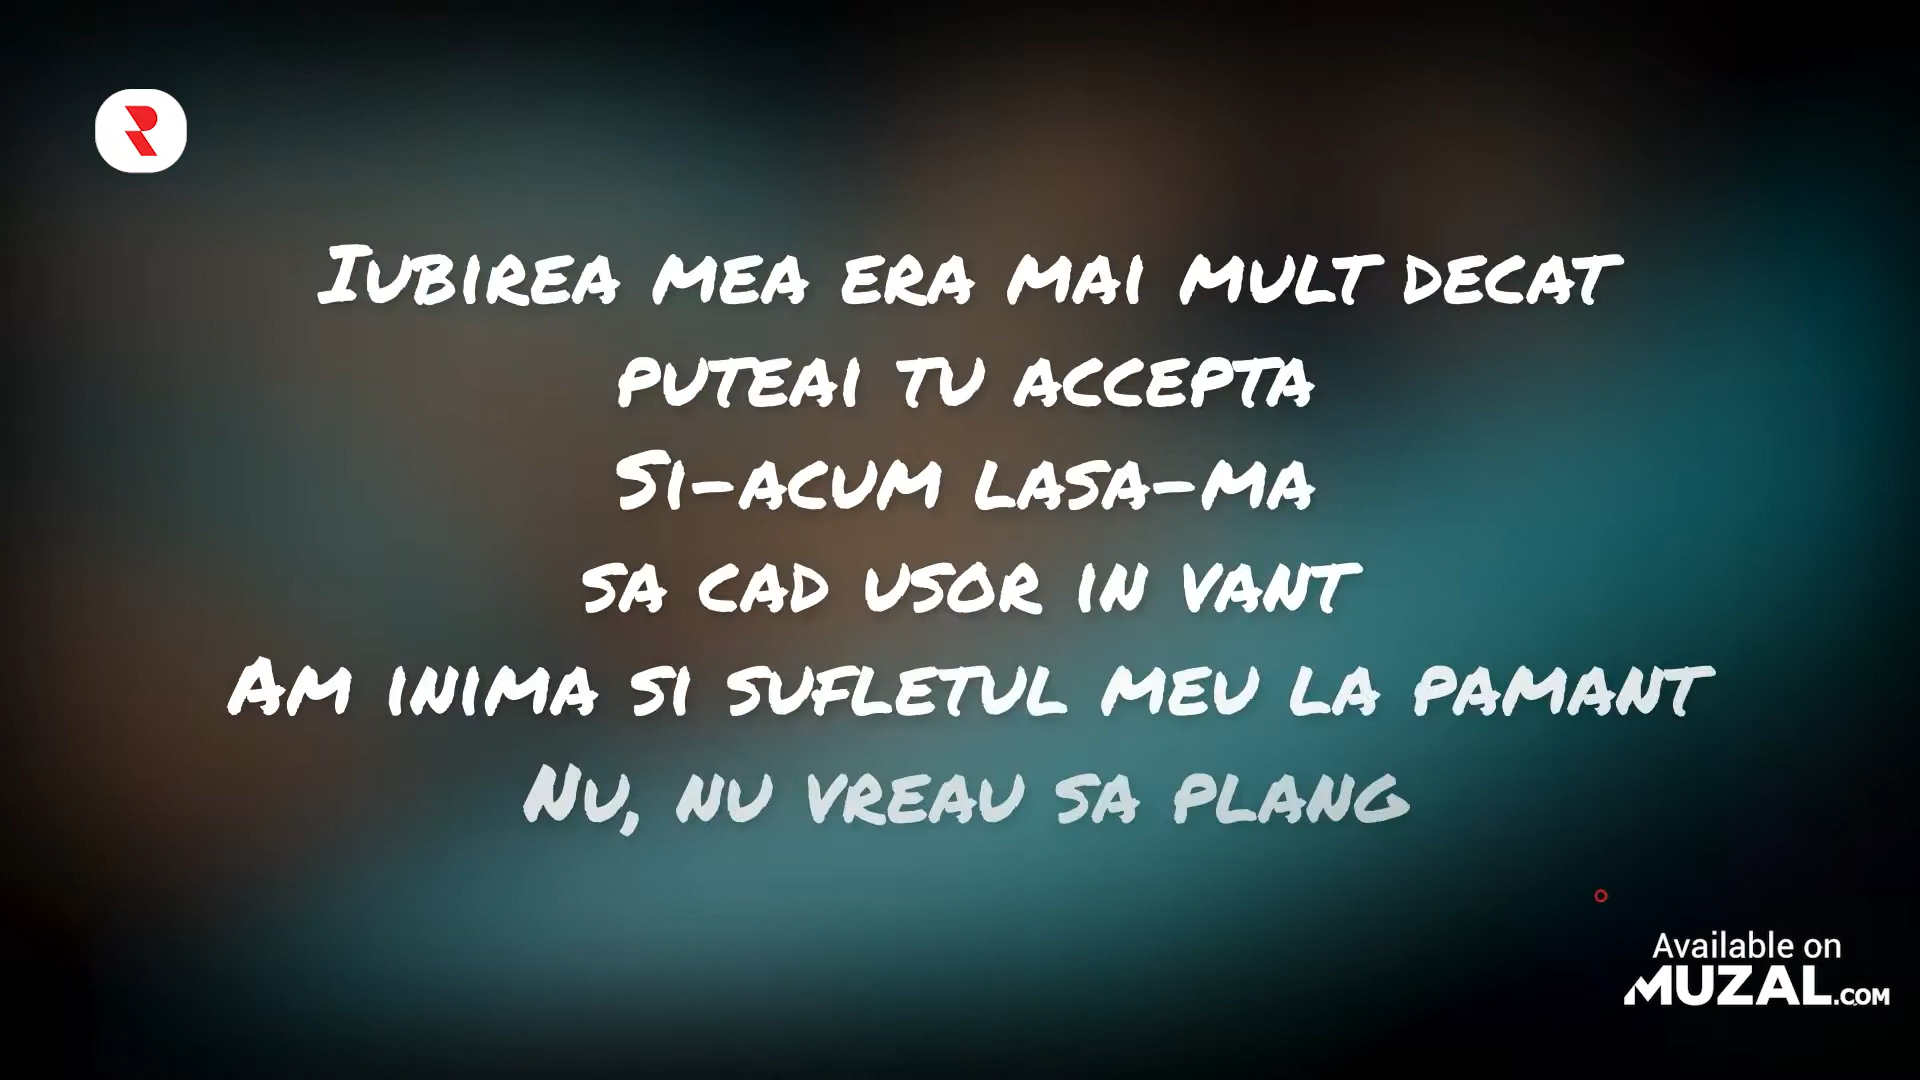 Iubirea mea era mai mult decat
puteai tu accepta
Si-acum lasa-ma
sa cad usor in vant
Am inima si sufletul meu la pamant
Nu, nu vreau sa plang
Available on
MUZAL.COM